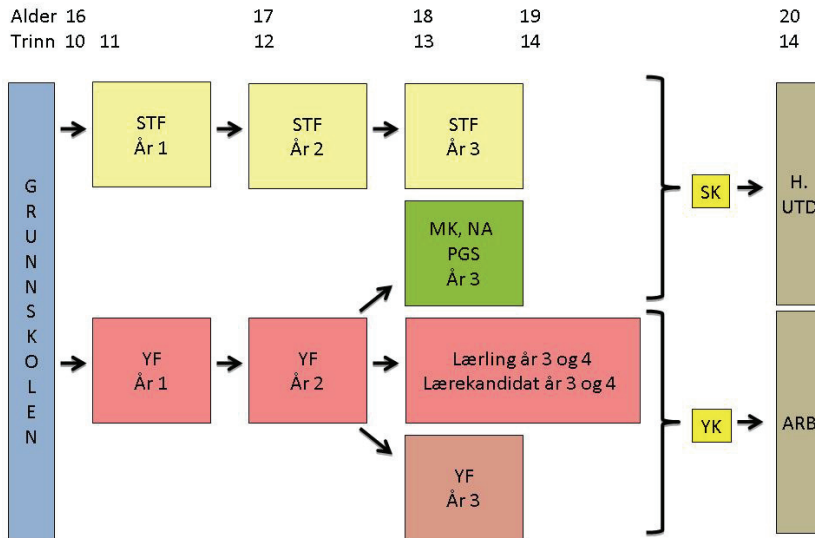 Alder 16 17 18 19 20
Trinn 10 11 12 13 14 14
GRUNNSKOLEN
STF
År 1
STF
År 2
STF
År 3
MK, NA
PGS
År 3
YF
År 1
YF
År 2
Lærling år 3 og 4
Lærekandidat år 3 og 4
YF
År 3
SK
YK
H.
UTD
ARB